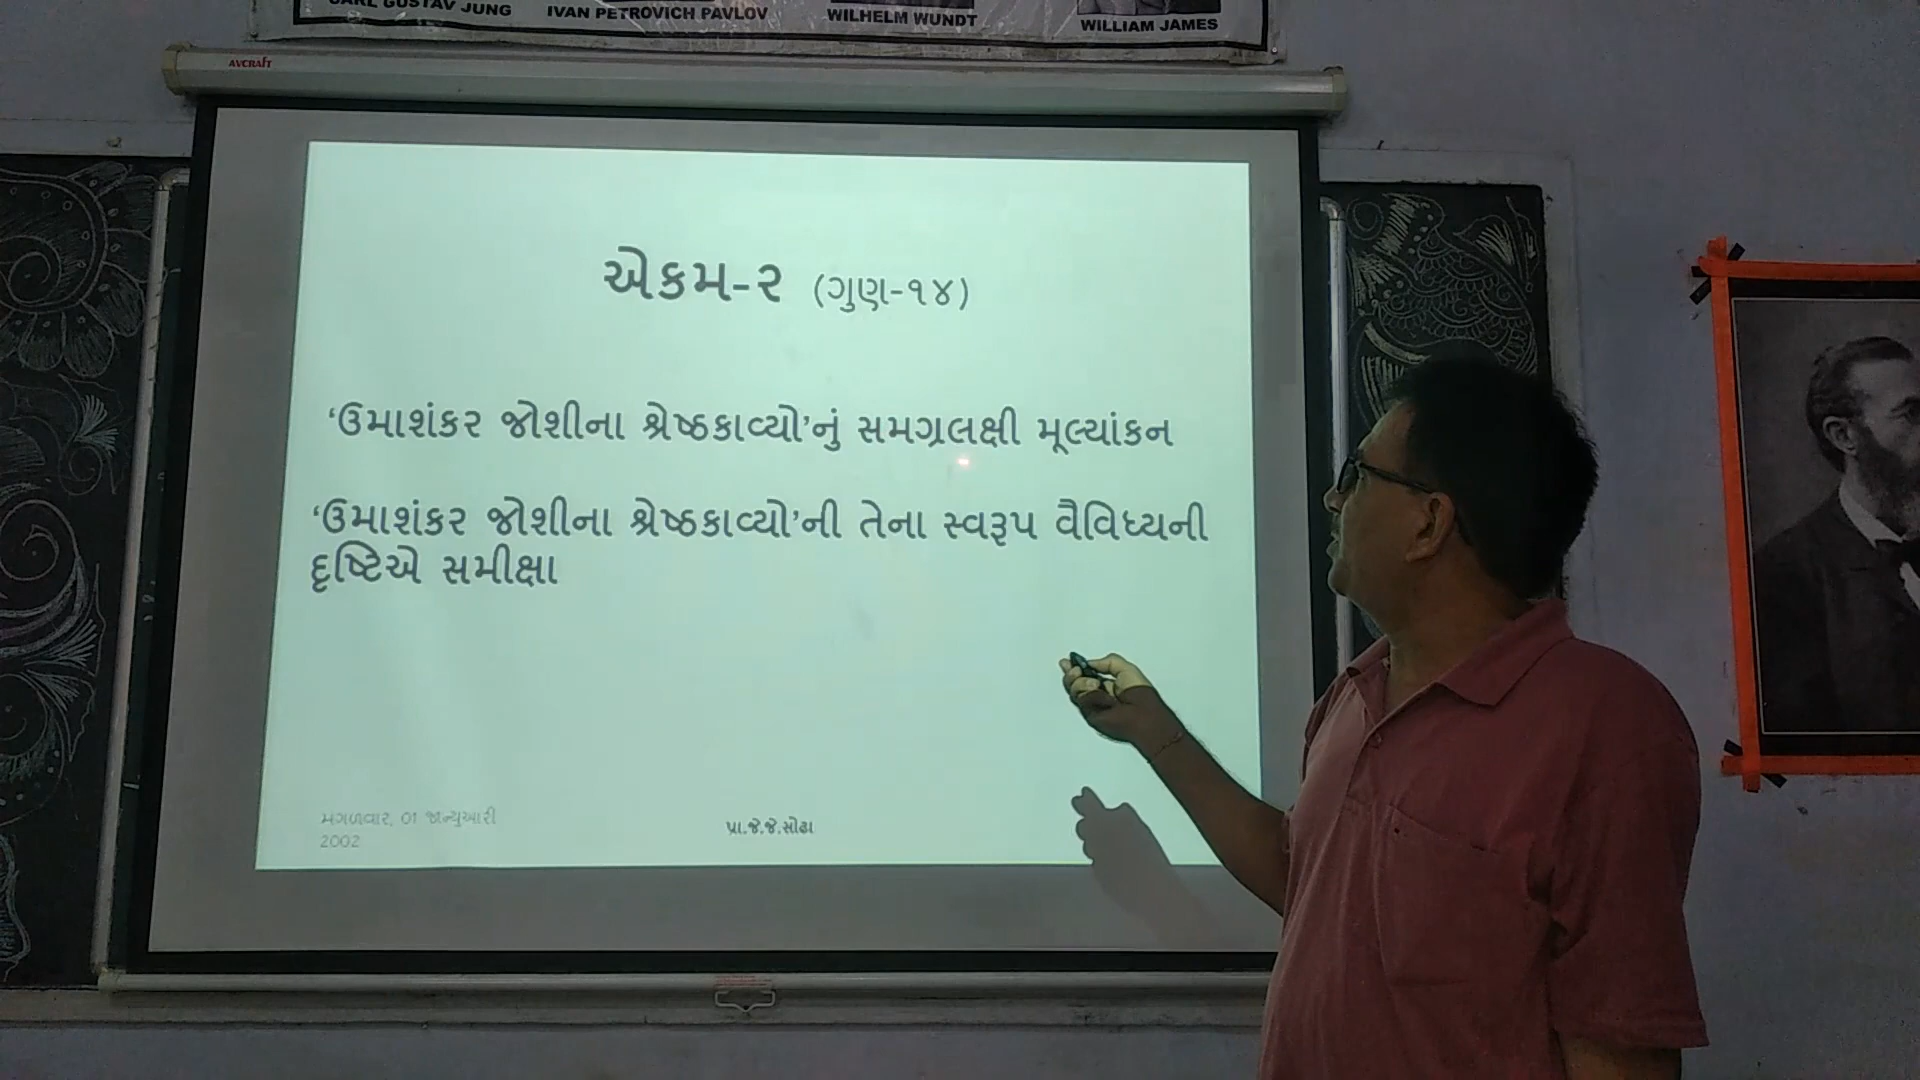 CARL GUSTAV JUNG
IVAN PETROVICH PAVLOV
WILHELM WUNDT
WILLIAM JAMES
AVCRAFT
એકમ-૨ (ગુણ-૧૪)
‘ઉમાશંકર જોશીના શ્રેષ્ઠકાવ્યો’નું સમગ્રલક્ષી મૂલ્યાંકન
‘ઉમાશંકર જોશીના શ્રેષ્ઠકાવ્યો’ની તેના સ્વરૂપ વૈવિધ્યની
દૃષ્ટિએ સમીક્ષા
મગળવાર, 01 જાન્યુઆરી
2002
પ્રા.જે.જે.સોઢા